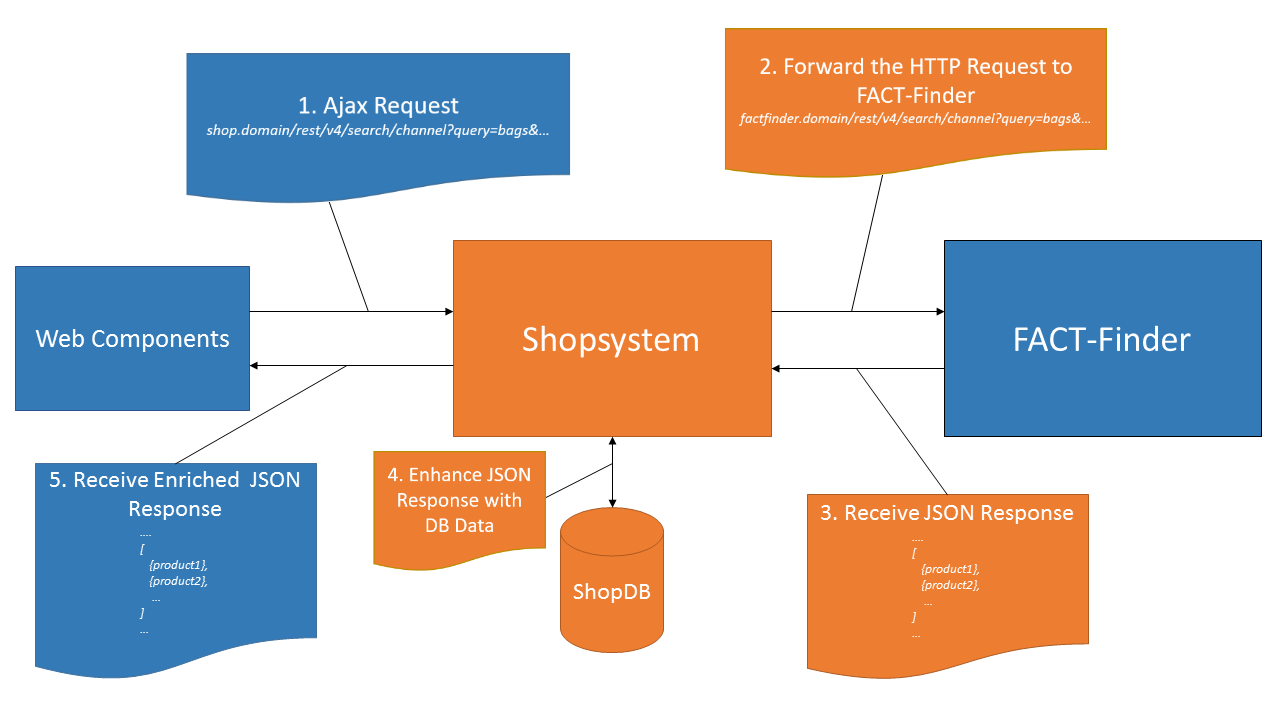 1. Ajax Request
shop.domain/rest/v4/search/channel?query=bags&...
2. Forward the HTTP Request to
FACT-Finder
factfinder.domain/rest/v4/search/channel?query=bags&...
Web Components
Shopsystem
FACT-Finder
5. Receive Enriched JSON
Response
....
[
{product1},
{product2},
...
]
...
4. Enhance JSON
Response with
DB Data
ShopDB
3. Receive JSON Response
....
[
{product1},
{product2},
...
]
...